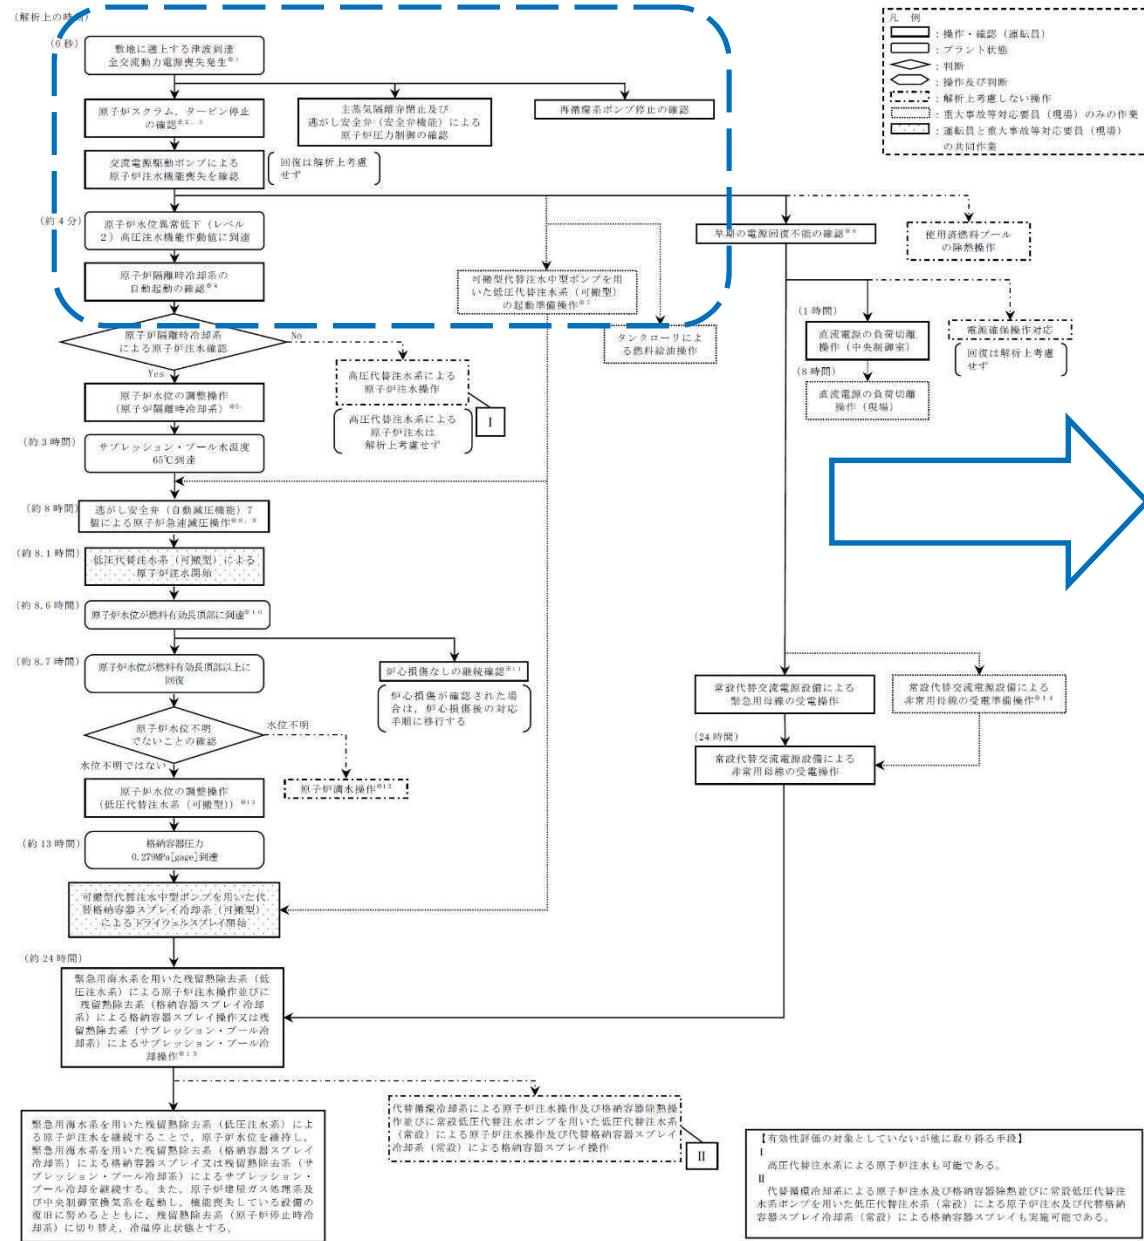 (解析上の時間)
(0秒)
敷地に遡上する津波到達
全交流動力電源喪失発生※1
原子炉スクラム，タービン停止
の確認※2，3
主蒸気隔離弁閉止及び
逃がし安全弁（安全弁機能）による
原子炉圧力制御の確認
再循環系ポンプ停止の確認
交流電源駆動ポンプによる
原子炉注水機能喪失を確認
回復は解析上考慮
せず
(約4分)
原子炉水位異常低下（レベル
2）高圧注水機能作動値に到達
原子炉隔離時冷却系の
自動起動の確認※4
原子炉隔離時冷却系
による原子炉注水確認
No
Yes
原子炉水位の調整操作
(原子炉隔離時冷却系)※5
高圧代替注水系による
原子炉注水操作
高圧代替注水系による
原子炉注水は
解析上考慮せず
Ⅰ
(約3時間)
サプレッション・プール水温度
65℃到達
(約8時間)
逃がし安全弁（自動減圧機能）7
個による原子炉急速減圧操作※8，9
(約8.1時間)
低圧代替注水系（可搬型）による
原子炉注水開始
(約8.6時間)
原子炉水位が燃料有効長頂部に到達※10
(約8.7時間)
原子炉水位が燃料有効長頂部以上に
回復
炉心損傷なしの継続確認※11
炉心損傷が確認された場
合は，炉心損傷後の対応
手順に移行する
原子炉水位不明
でないことの確認
水位不明
水位不明ではない
原子炉水位の調整操作
(低圧代替注水系（可搬型）)※13
原子炉満水操作※12
(約13時間)
格納容器圧力
0.279MPa[gage]到達
可搬型代替注水中型ポンプを用いた代
替格納容器スプレイ冷却系（可搬型）
によるドライウェルスプレイ開始
(約24時間)
緊急用海水系を用いた残留熱除去系（低
圧注水系）による原子炉注水操作並びに
残留熱除去系（格納容器スプレイ冷却
系）による格納容器スプレイ操作又は残
留熱除去系（サプレッション・プール冷
却系）によるサプレッション・プール冷
却操作※15
緊急用海水系を用いた残留熱除去系（低圧注水系）によ
る原子炉注水を継続することで，原子炉水位を維持し，
緊急用海水系を用いた残留熱除去系（格納容器スプレイ
冷却系）による格納容器スプレイ又は残留熱除去系（サ
プレッション・プール冷却系）によるサプレッション・
プール冷却を継続する。また，原子炉建屋ガス処理系及
び中央制御室換気系を起動し，機能喪失している設備の
復旧に努めるとともに，残留熱除去系（原子炉停止時冷
却系）に切り替え，冷温停止状態とする。
代替循環冷却系による原子炉注水操作及び格納容器除熱操
作並びに常設低圧代替注水系ポンプを用いた低圧代替注水系
（常設）による原子炉注水操作及び代替格納容器スプレイ
冷却系（常設）による格納容器スプレイ操作
Ⅱ
可搬型代替注水中型ポンプを用
いた低圧代替注水系（可搬型）
の起動準備操作※7
タンクローリによ
る燃料給油操作
早期の電源回復不能の確認※6
使用済燃料プール
の除熱操作
(1時間)
直流電源の負荷切離
操作（中央制御室）
電源確保操作対応
回復は解析上考慮
せず
(8時間)
直流電源の負荷切離
操作（現場）
常設代替交流電源設備による
緊急用母線の受電操作
常設代替交流電源設備による
非常用母線の受電準備操作※14
(24時間)
常設代替交流電源設備による
非常用母線の受電操作
凡 例
：操作・確認（運転員）
：プラント状態
：判断
：操作及び判断
：解析上考慮しない操作
：重大事故等対応要員（現場）のみの作業
：運転員と重大事故等対応要員（現場）
の共同作業
【有効性評価の対象としていないが他に取り得る手段】
Ⅰ
高圧代替注水系による原子炉注水も可能である。
Ⅱ
代替循環冷却系による原子炉注水及び格納容器除熱並びに常設低圧代替注
水系ポンプを用いた低圧代替注水系（常設）による原子炉注水及び代替格納
容器スプレイ冷却系（常設）による格納容器スプレイも実施可能である。